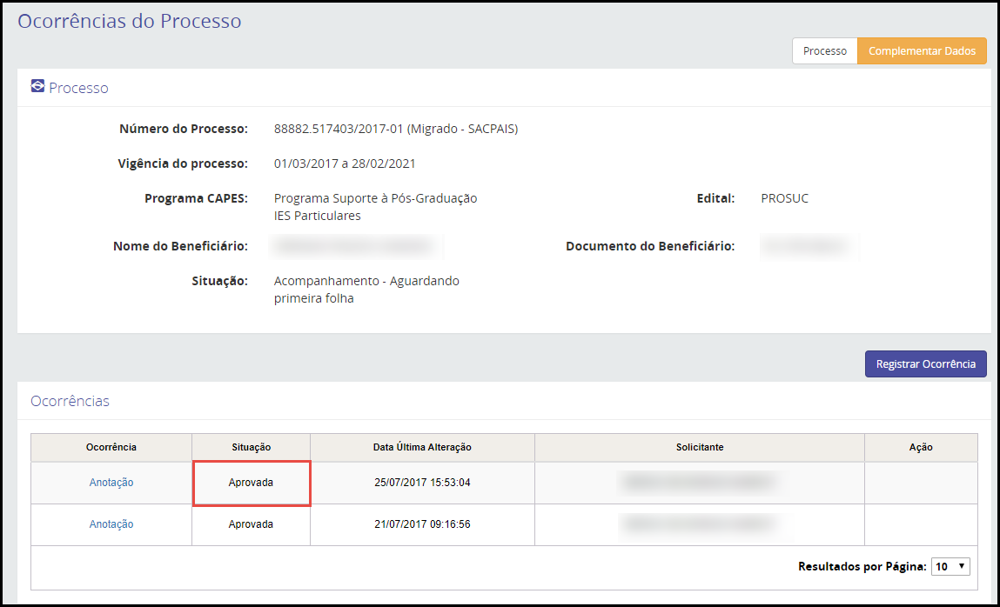 Ocorrências do Processo
Processo Complementar Dados
Processo
Número do Processo: 88882.517403/2017-01 (Migrado - SACPAIS)
Vigência do processo: 01/03/2017 a 28/02/2021
Programa CAPES: Programa Suporte à Pós-Graduação Edital: PROSUC
IES Particulares
Nome do Beneficiário: Documento do Beneficiário:
Situação: Acompanhamento - Aguardando
primeira folha
Registrar Ocorrência
Ocorrências
Ocorrência Situação Data Última Alteração Solicitante Ação
Anotação Aprovada 25/07/2017 15:53:04
Anotação Aprovada 21/07/2017 09:16:56
Resultados por Página: 10